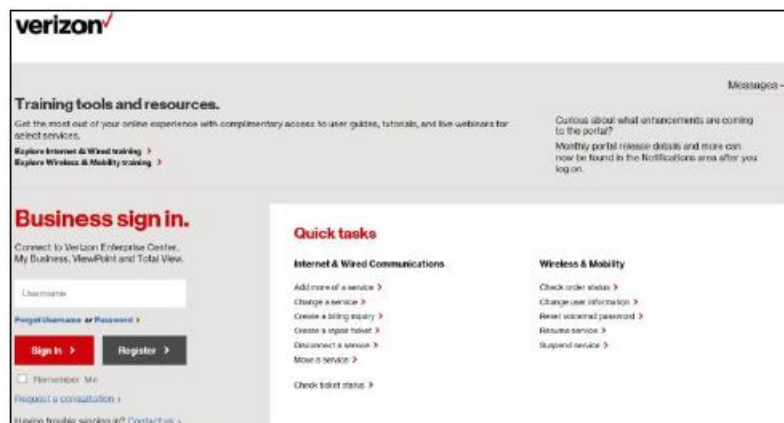 verizon
Messages
Training tools and resources.
Get the most out of your online experience with complimentary access to user guides, tutorials, and live webinars for
select services.
Explore Internet & Wired training >
Explore Wireless & Mobility training >
Curious about what enhancements are coming
to the portal?
Monthly portal release details and more can
now be found in the Notifications area after you
log on.
Business sign in.
Connect to Verizon Enterprise Center,
My Business, ViewPoint and Total View.
Username
Forgot Username or Password >
Sign In >
Register >
Remember Me
Request a consultation >
Having trouble signing in? Contact us >
Quick tasks
Internet & Wired Communications
Add more of a service >
Change a service >
Create a billing inquiry >
Create a repair ticket >
Disconnect a service >
Move a service >
Check ticket status >
Wireless & Mobility
Check order status >
Change user information >
Reset voicemail password >
Resume service >
Suspend service >